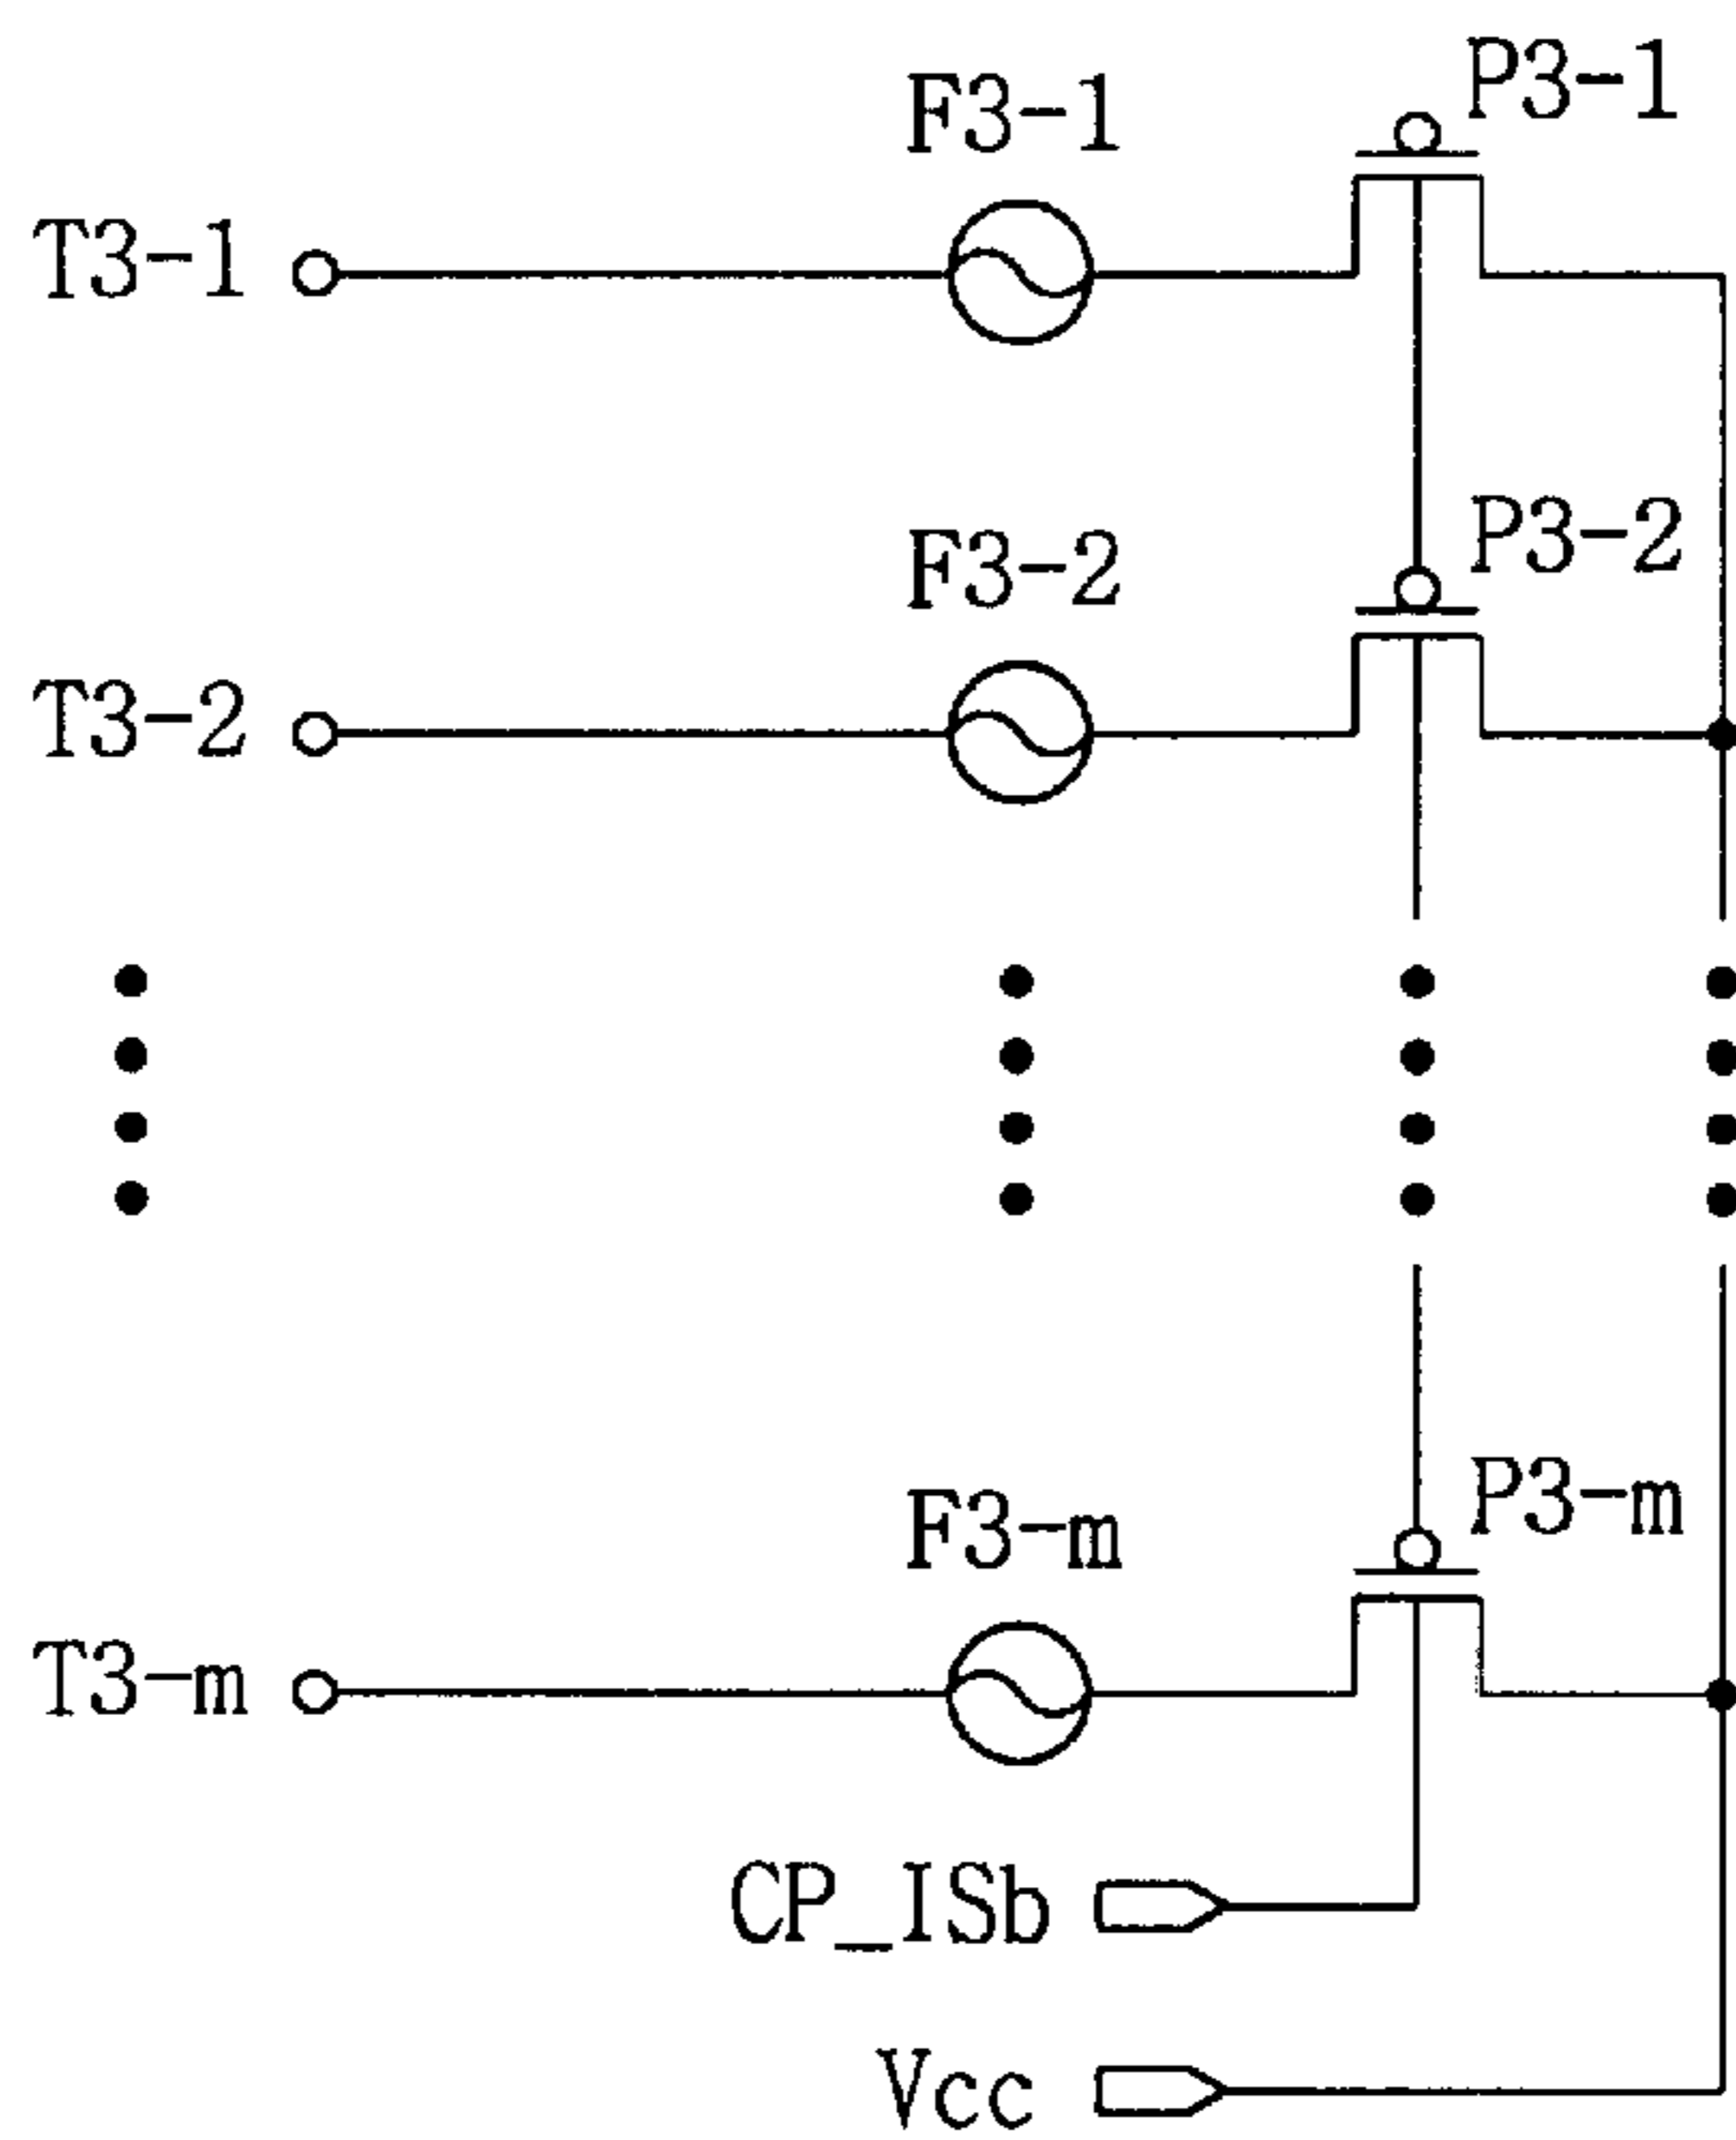 P3-1
F3-1
T3-1
P3-2
F3-2
T3-2
P3-m
F3-m
T3-m
CP_ISb
Vcc